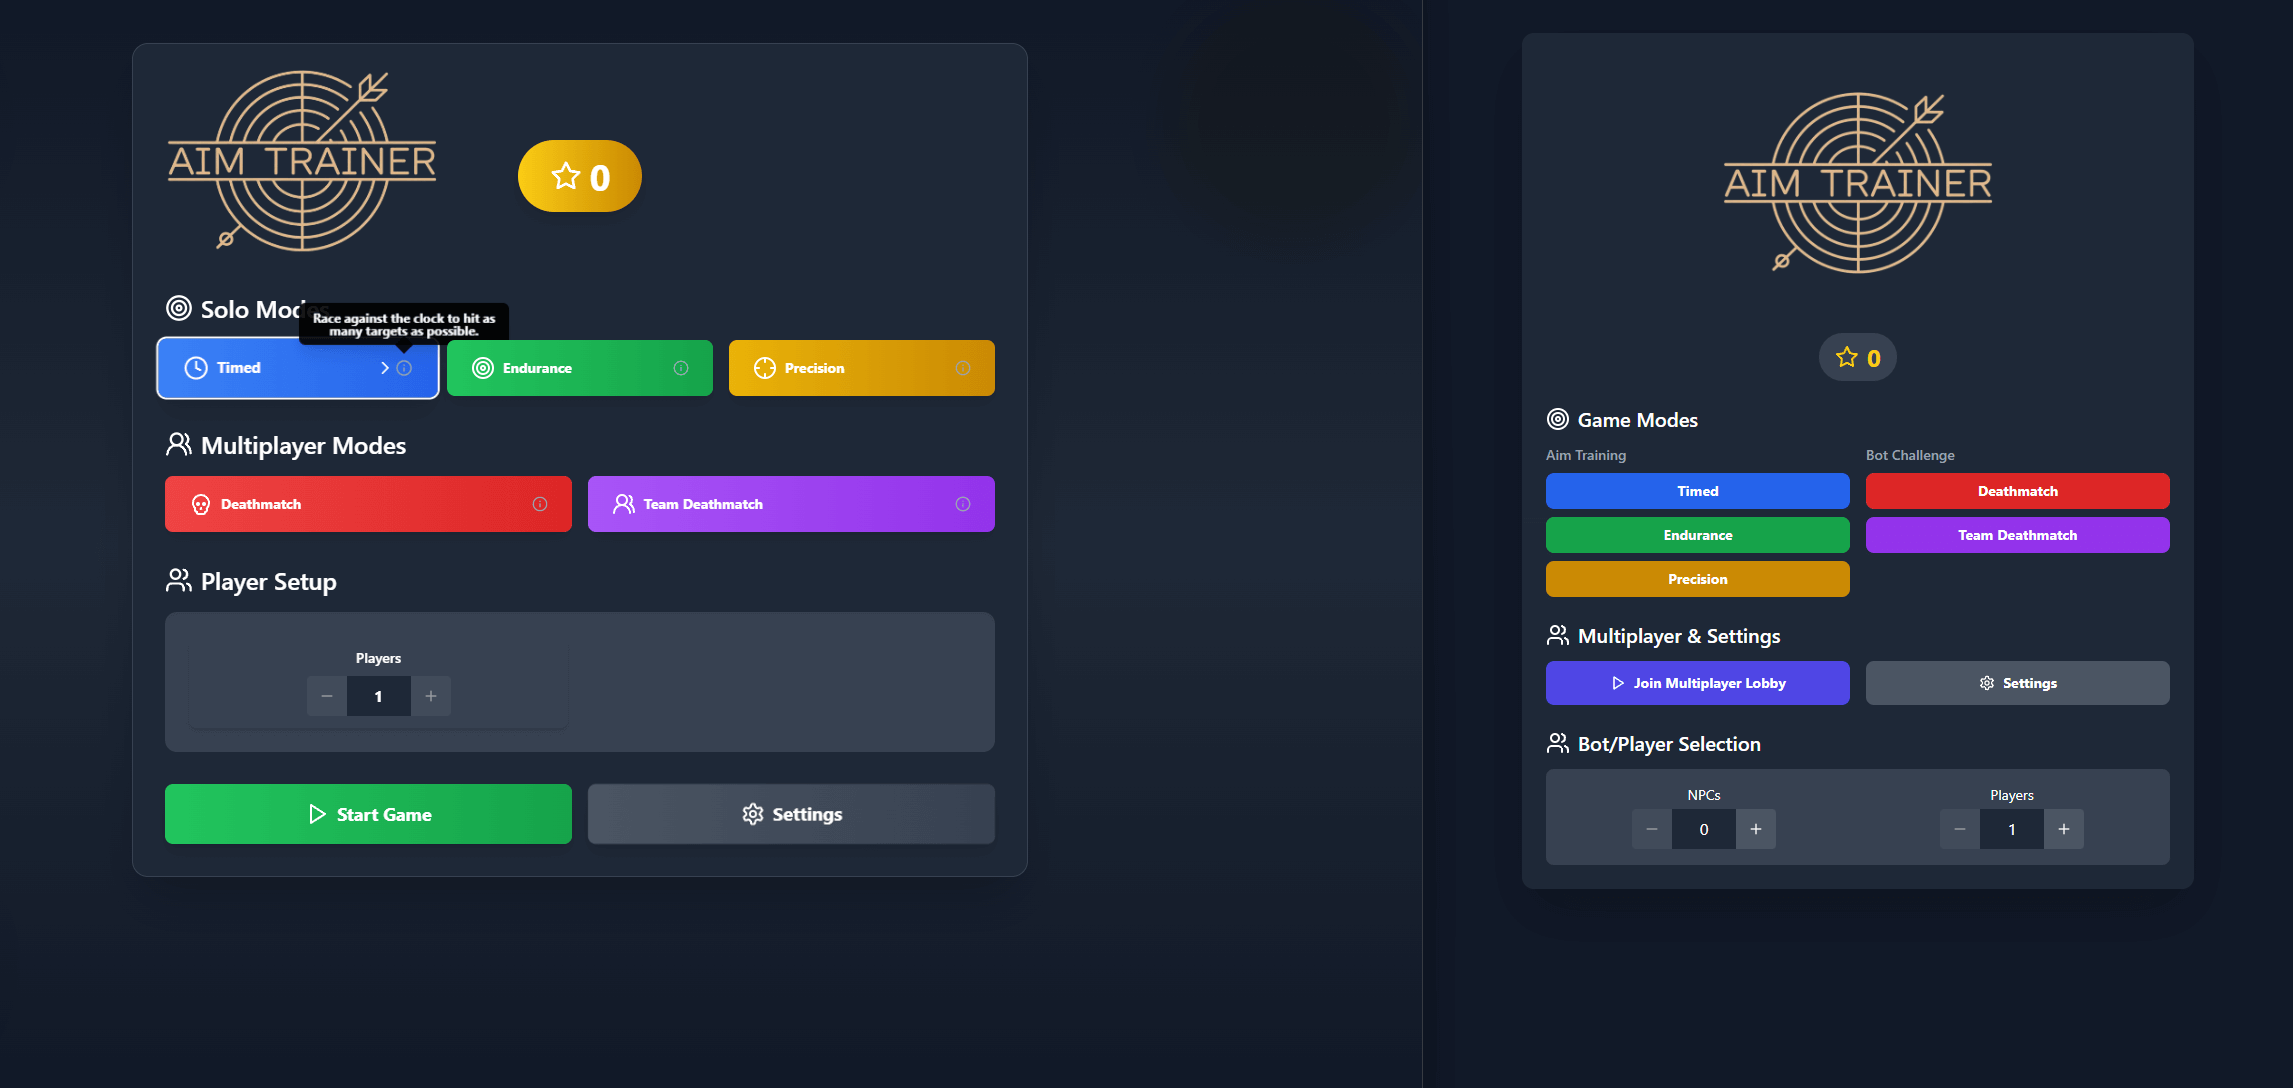 AIM TRAINER
0
Solo Modes
Race against the clock to hit as
many targets as possible.
Timed
Endurance
Precision
Multiplayer Modes
Deathmatch
Team Deathmatch
Player Setup
Players
1
Start Game
Settings
AIM TRAINER
0
Game Modes
Aim Training
Bot Challenge
Timed
Deathmatch
Endurance
Team Deathmatch
Precision
Multiplayer & Settings
Join Multiplayer Lobby
Settings
Bot/Player Selection
NPCs
Players
0
1